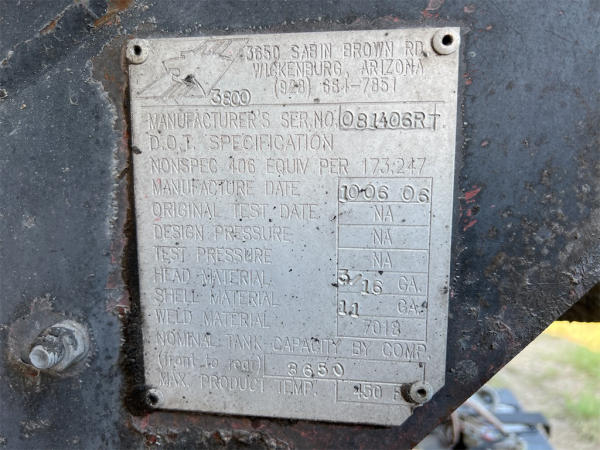 3650 SABIN BROWN RD.
WICKENBURG, ARIZONA
(928) 684-7851
3800
MANUFACTURER'S SER. NO. 081406RT
D.O.T. SPECIFICATION
NONSPEC 406 EQUIV PER 173.247
MANUFACTURE DATE 10 06 06
ORIGINAL TEST DATE NA
DESIGN PRESSURE NA
TEST PRESSURE NA
HEAD MATERIAL 3/16 GA.
SHELL MATERIAL 11 GA.
WELD MATERIAL 7018
NOMINAL TANK CAPACITY BY COMP.
(front to rear) 3650
MAX. PRODUCT TEMP. 450 F